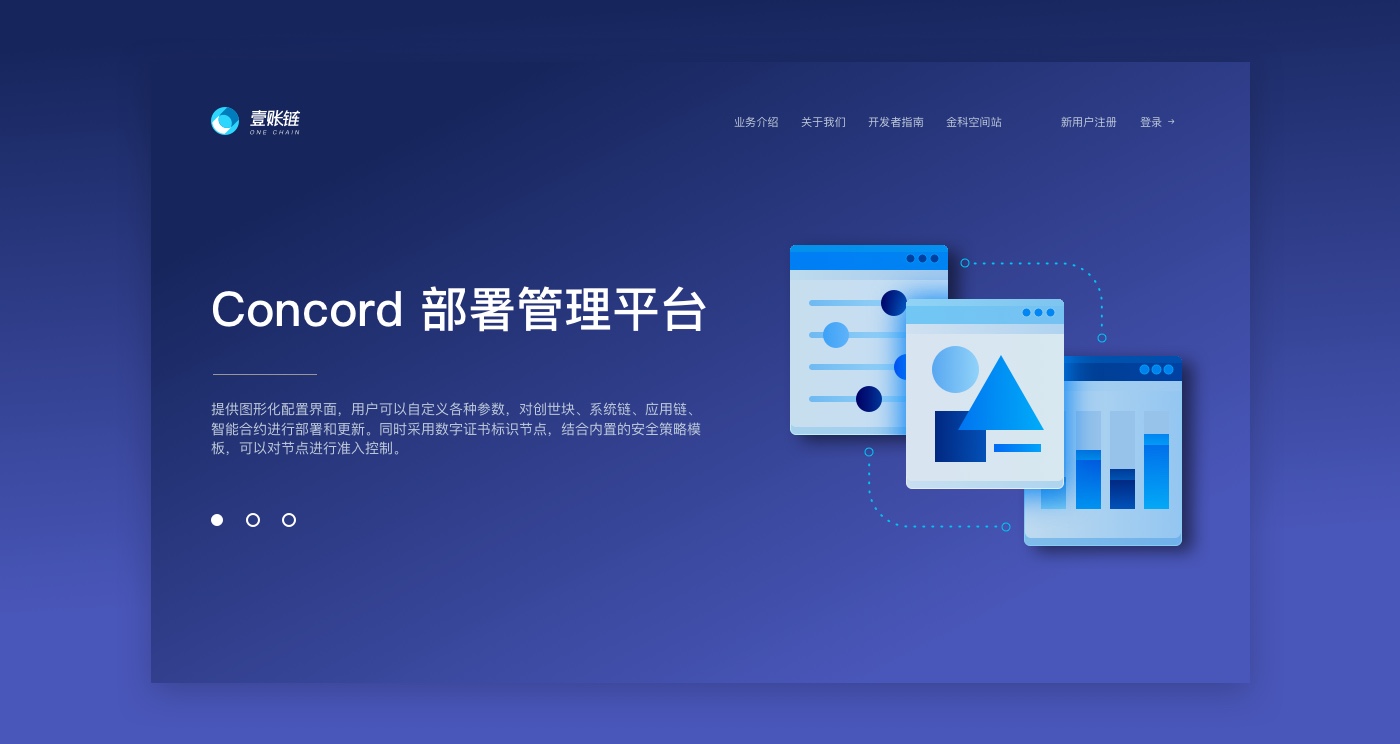 壹账链
ONE CHAIN
业务介绍 关于我们 开发者指南 金科空间站 新用户注册 登录 →
Concord 部署管理平台
提供图形化配置界面，用户可以自定义各种参数，对创世块、系统链、应用链、
智能合约进行部署和更新。同时采用数字证书标识节点，结合内置的安全策略模
板，可以对节点进行准入控制。